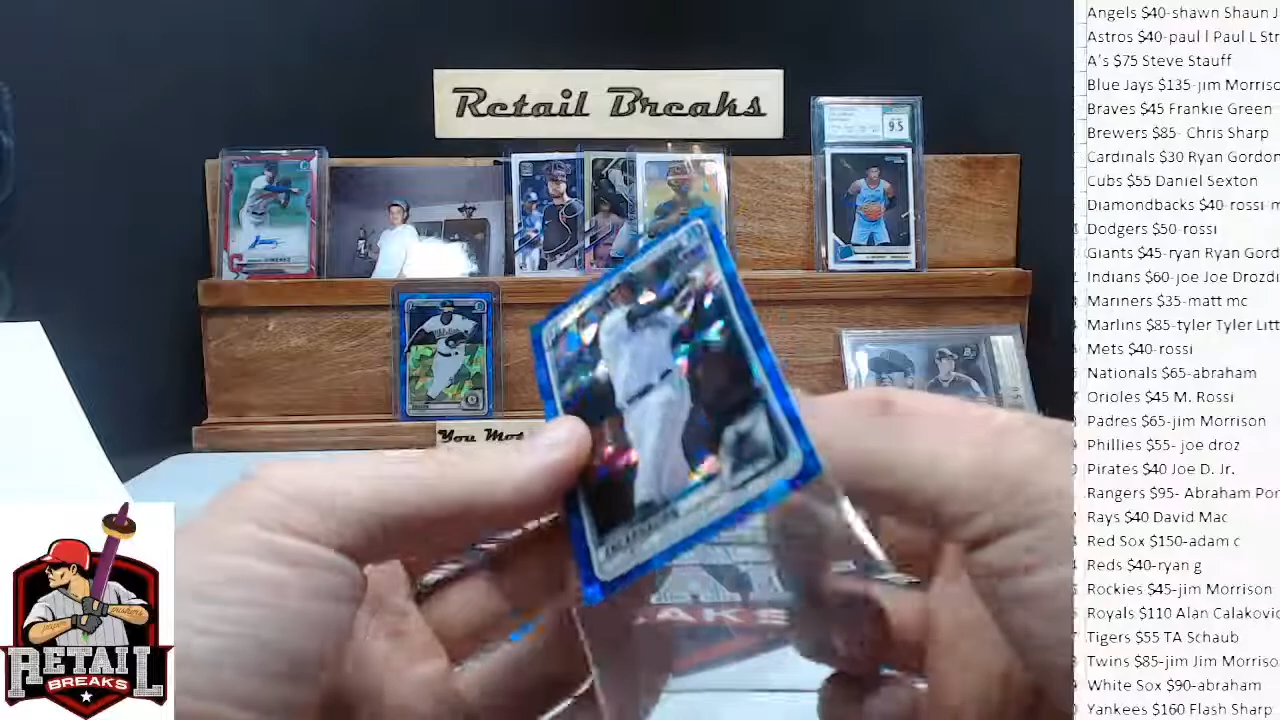 Retail Breaks
9.5
You Mos
RETAIL
BREAKS
AKS
Angels $40-shawn Shaun J
Astros $40-paul l Paul L Str
A's $75 Steve Stauff
Blue Jays $135-jim Morriso
Braves $45 Robbie Green
Brewers $85- Chris Sharp
Cardinals $30-Ryan Gordon
Cubs $55 Daniel Sexton
Diamondbacks $40-rossi m
Dodgers $50-rossi
Giants $45-ryan Ryan Gord
Indians $60-joe Joe Drozd
matt mc
Marlins $55-tyler Tyler Litt
Mets $40-rossi
Nationals $65-abraham
Orioles $45 M. Rossi
Padres $65-jim Morrison
Phillies $50- joe droz
Pirates $40 Joe D. Jr.
Rangers $95- Abraham Por
Rays $40 David Mac
Red Sox $150-adam c
Reds $40-ryan g
Rockies $45-Jim Morrison
Royals $110 Alan Calakovic
Tigers $55 TA Schaub
Twins $85-jim Jim Morriso
White Sox $90-abraham
Yankees $160 Flash Sharp